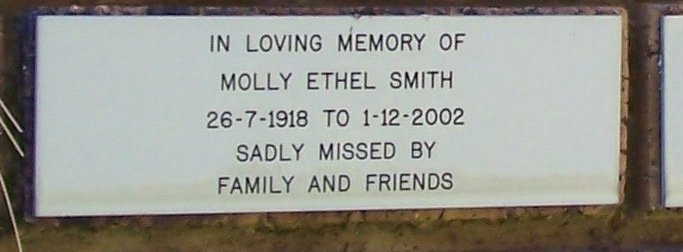 IN LOVING MEMORY OF
MOLLY ETHEL SMITH
26-7-1918 TO 1-12-2002
SADLY MISSED BY
FAMILY AND FRIENDS